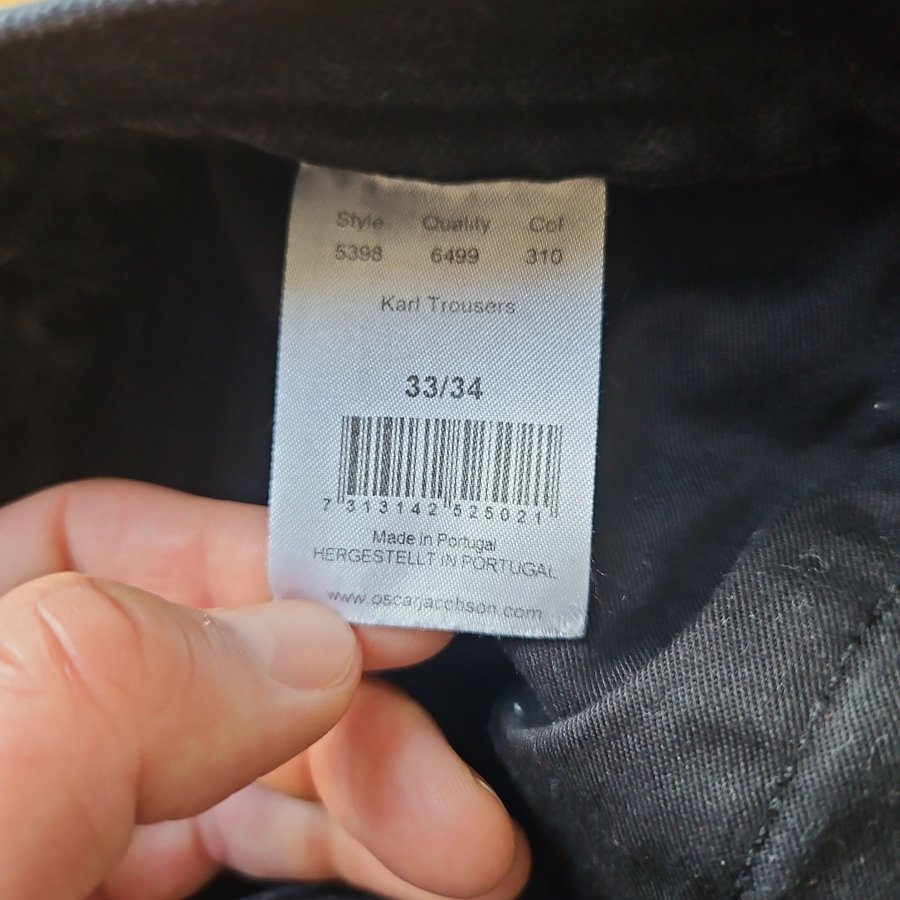 Style Quality Col
5398 6499 310
Karl Trousers
33/34
7 313142 525021
Made in Portugal
HERGESTELLT IN PORTUGAL
www.oscarjacobson.com